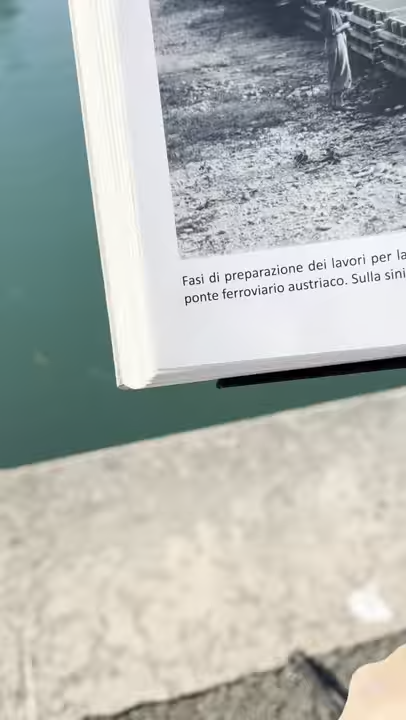 Fasi di preparazione dei lavori per la
ponte ferroviario austriaco. Sulla sini